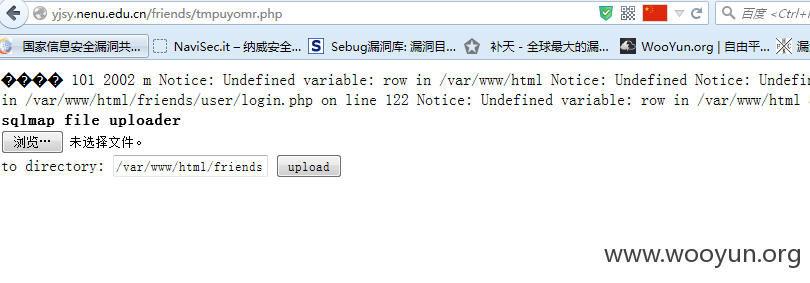 yjsy.nenu.edu.cn/friends/tmpuyomr.php
百度 <Ctrl+
国家信息安全漏洞共... NaviSec.it – 纳威安全... Sebug漏洞库: 漏洞目... 补天 - 全球最大的漏... WooYun.org | 自由平... 漏
���� 101 2002 m Notice: Undefined variable: row in /var/www/html Notice: Undefined Notice: Undefi
in /var/www/html/friends/user/login.php on line 122 Notice: Undefined variable: row in /var/www/html
sqlmap file uploader
浏览… 未选择文件。
to directory: /var/www/html/friends upload
www.wooyun.org